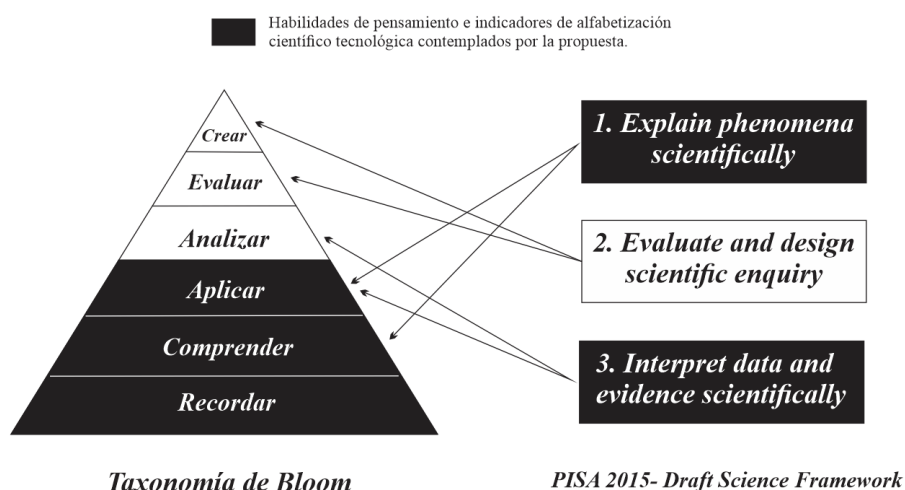 Habilidades de pensamiento e indicadores de alfabetización
científico tecnológica contemplados por la propuesta.
Crear
Evaluar
Analizar
Aplicar
Comprender
Recordar
1. Explain phenomena
scientifically
2. Evaluate and design
scientific enquiry
3. Interpret data and
evidence scientifically
Taxonomía de Bloom
PISA 2015- Draft Science Framework